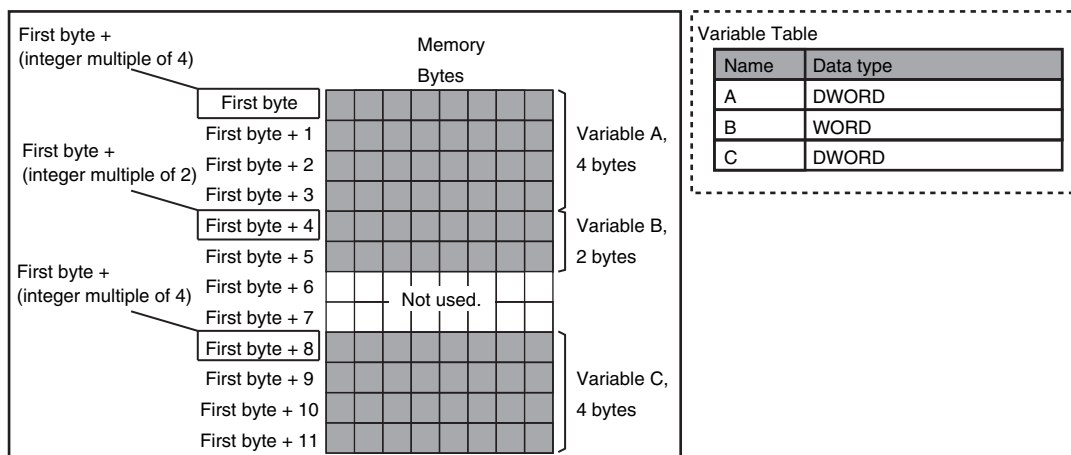 First byte +
(integer multiple of 4)
Memory
Bytes
First byte
First byte + 1
First byte + 2
First byte + 3
Variable A,
4 bytes
First byte +
(integer multiple of 2)
First byte + 4
First byte + 5
Variable B,
2 bytes
First byte +
(integer multiple of 4)
First byte + 6
First byte + 7
Not used.
First byte + 8
First byte + 9
First byte + 10
First byte + 11
Variable C,
4 bytes
Variable Table
Name Data type
A DWORD
B WORD
C DWORD